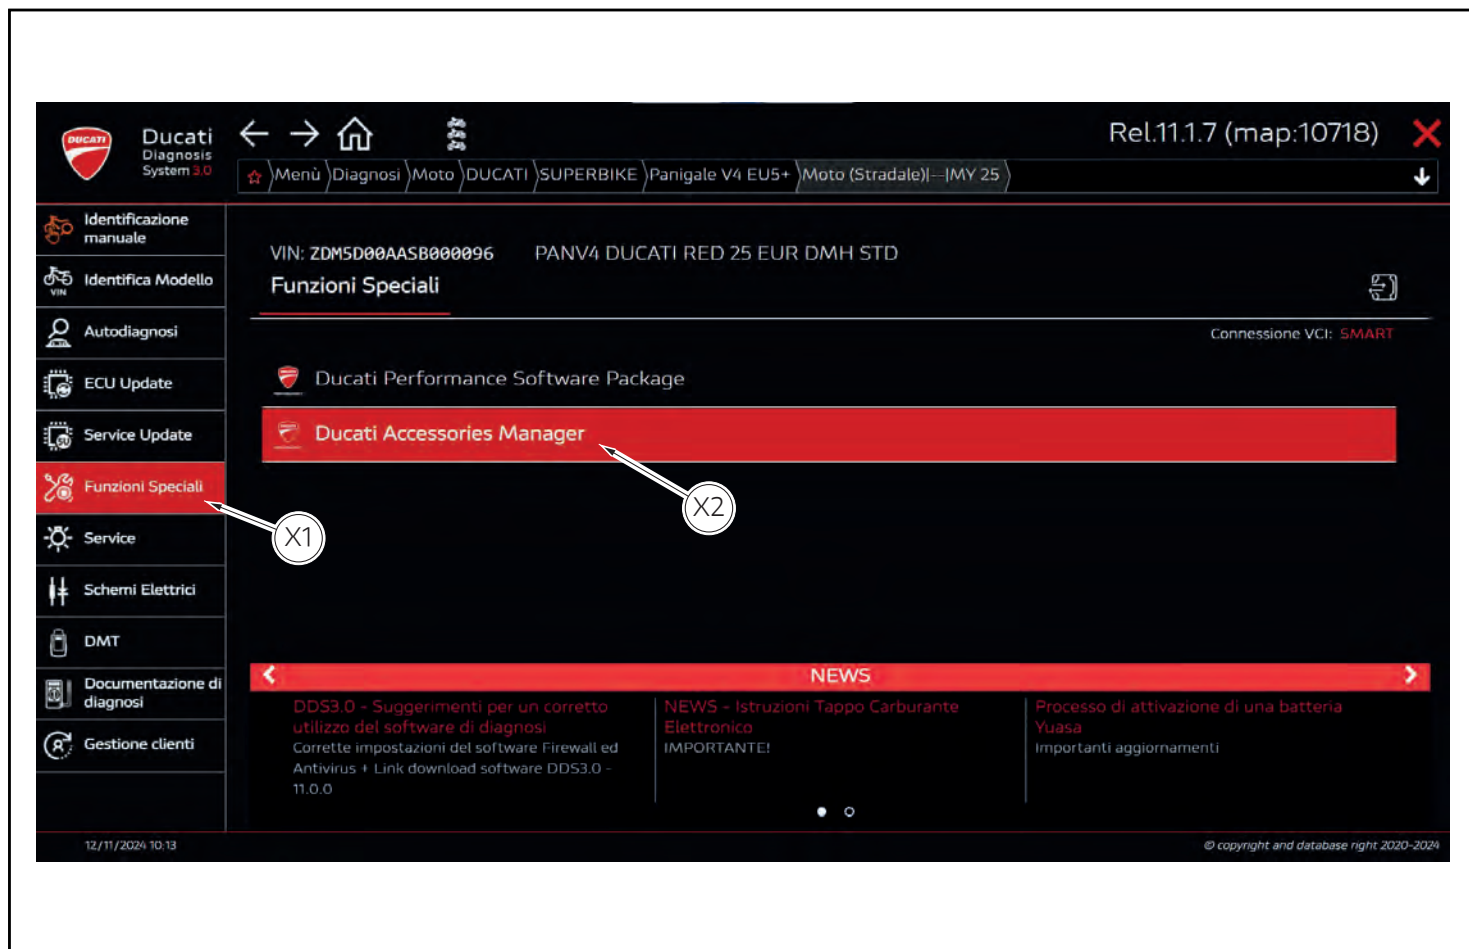 DUCATI
Ducati
Diagnosis
System 3.0
Rel.11.1.7 (map:10718)
Menù Diagnosi Moto DUCATI SUPERBIKE Panigale V4 EU5+ Moto (Stradale)|--|MY 25
Identificazione
manuale
VIN
Identifica Modello
Autodiagnosi
ECU Update
SU
Service Update
Funzioni Speciali
Service
Schemi Elettrici
DMT
Documentazione di
diagnosi
Gestione clienti
VIN: ZDM5D00AASB000096 PANV4 DUCATI RED 25 EUR DMH STD
Funzioni Speciali
Connessione VCI: SMART
Ducati Performance Software Package
Ducati Accessories Manager
X1
X2
NEWS
DDS3.0 - Suggerimenti per un corretto
utilizzo del software di diagnosi
Corrette impostazioni del software Firewall ed
Antivirus + Link download software DDS3.0 -
11.0.0
NEWS - Istruzioni Tappo Carburante
Elettronico
IMPORTANTE!
Processo di attivazione di una batteria
Yuasa
Importanti aggiornamenti
12/11/2024 10:13
© copyright and database right 2020-2024